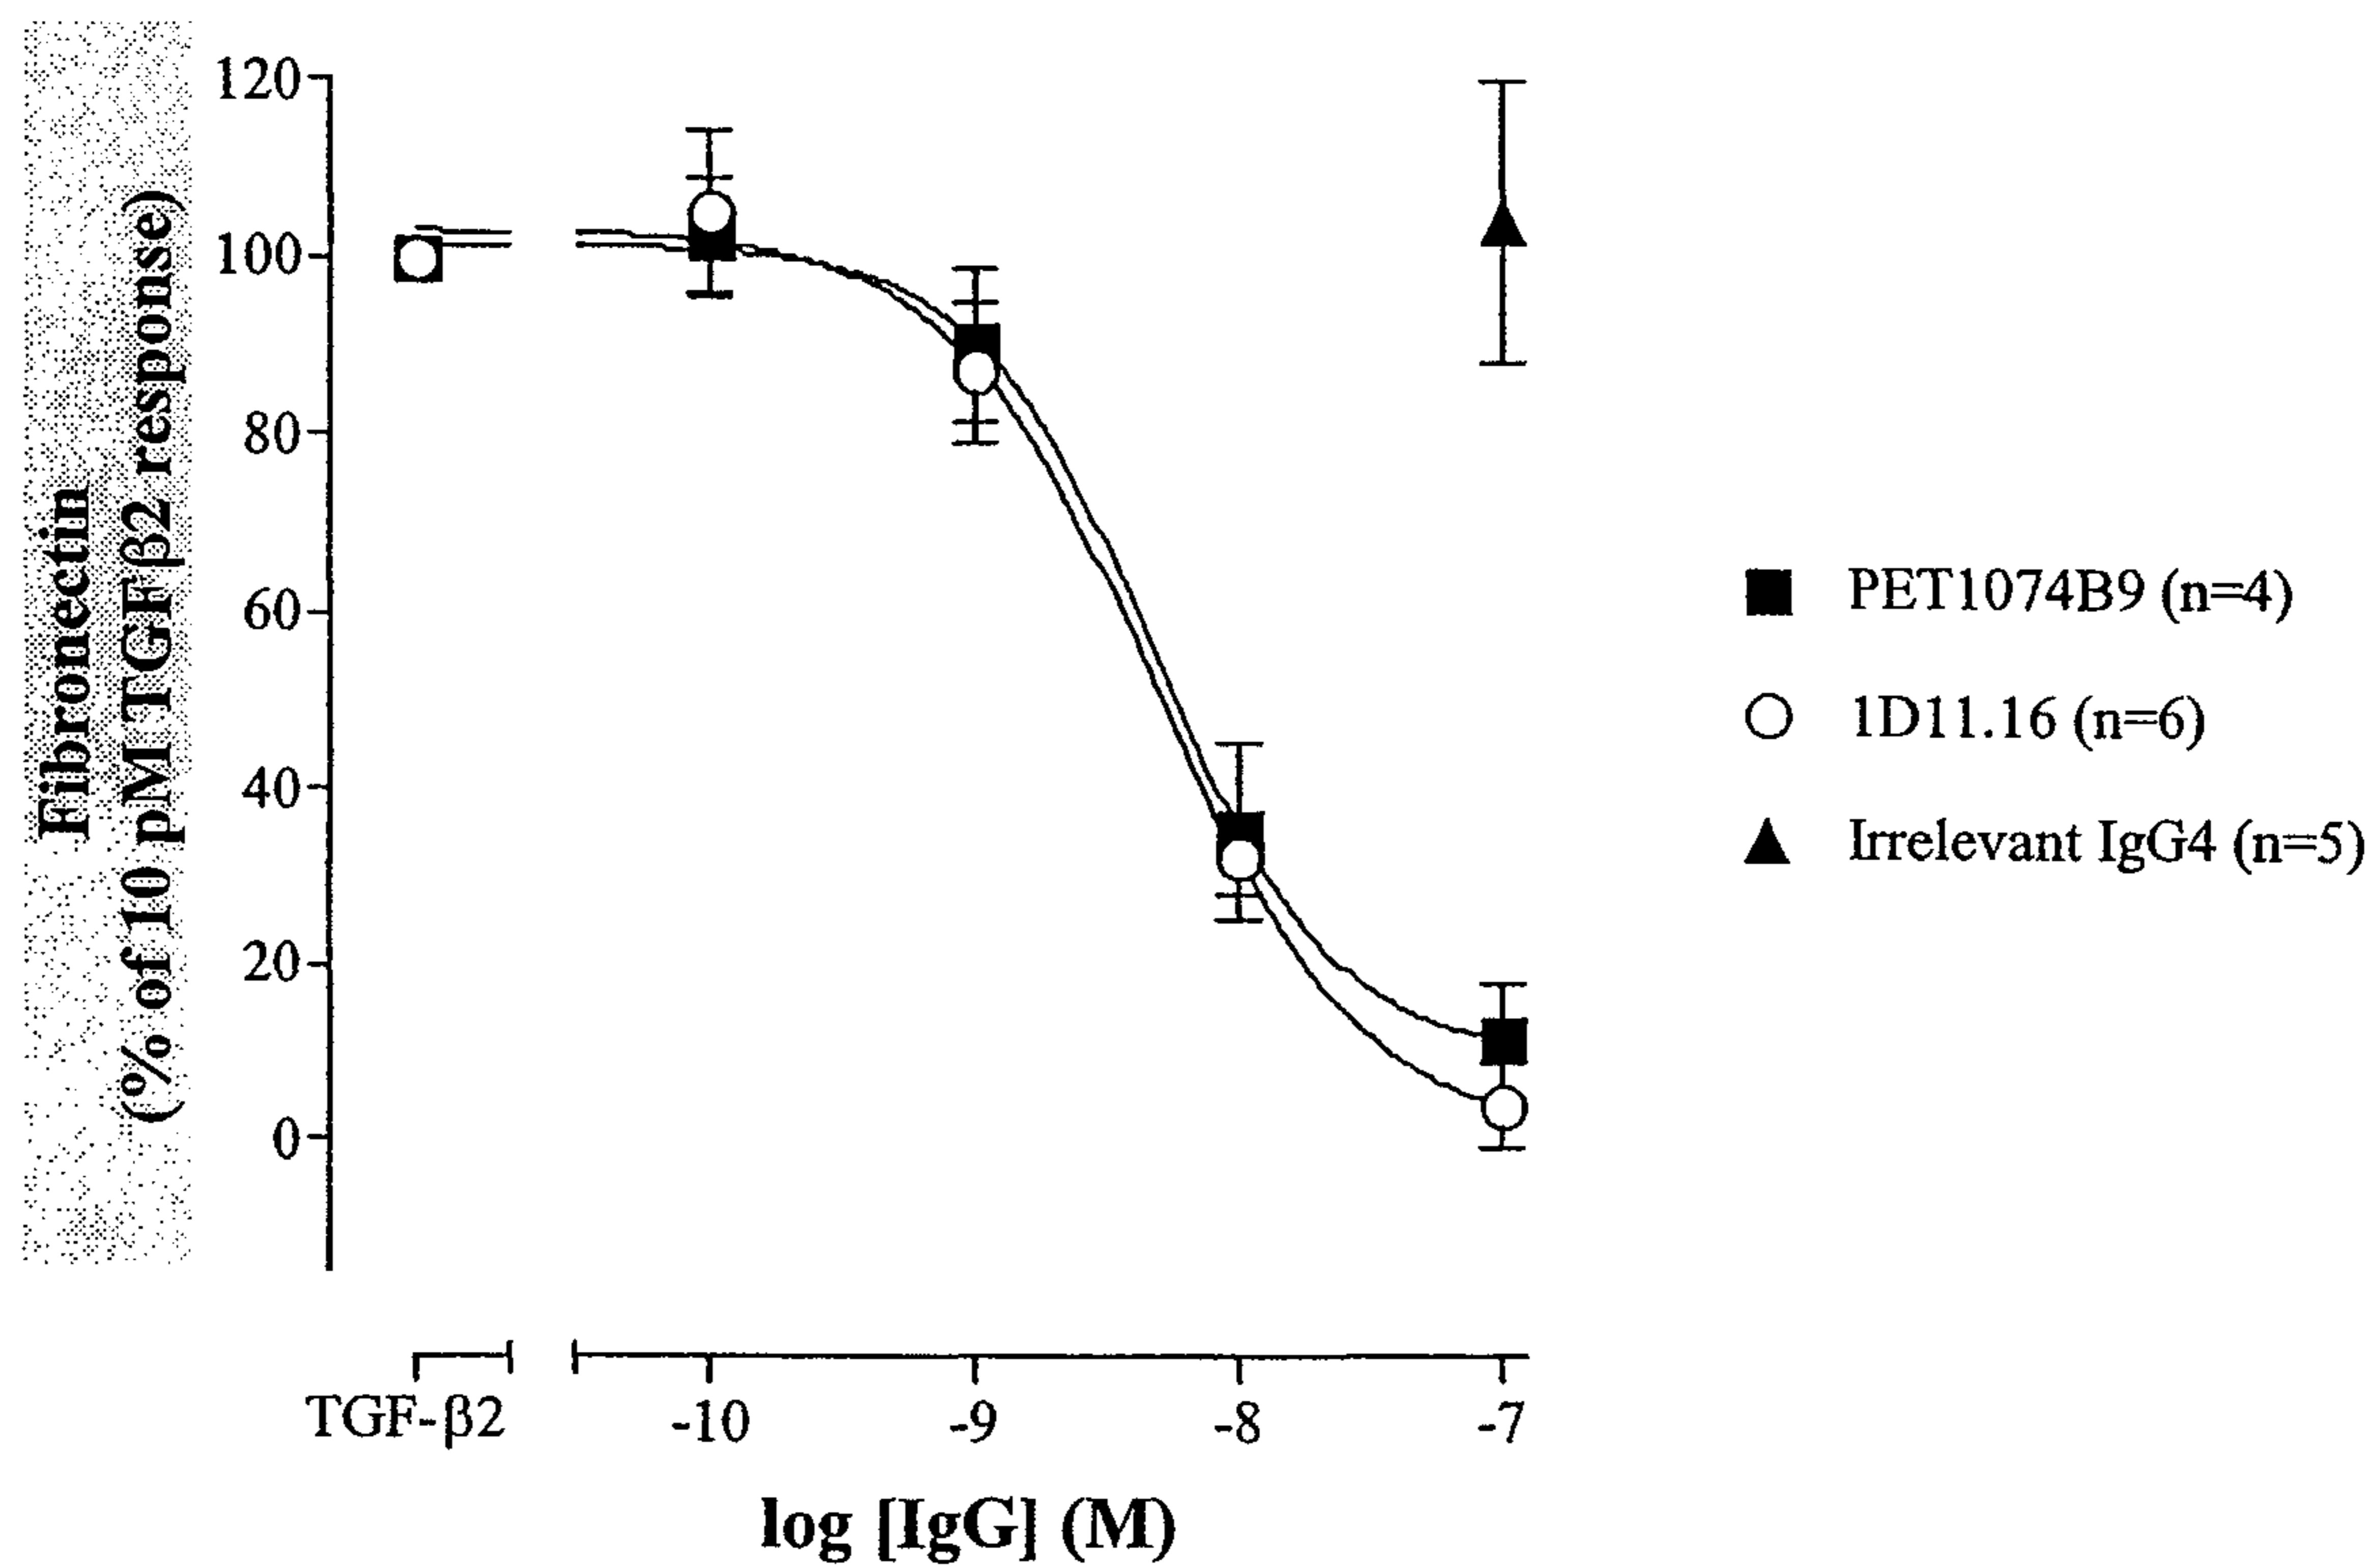 Fibronectin
(% of 10 pM TGFβ2 response)
120
100
80
60
40
20
0
TGF-β2
-10
-9
-8
-7
log [IgG] (M)
PET1074B9 (n=4)
1D11.16 (n=6)
Irrelevant IgG4 (n=5)